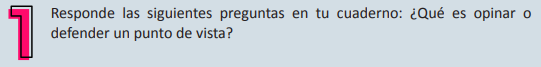 1 Responde las siguientes preguntas en tu cuaderno: ¿Qué es opinar o
defender un punto de vista?